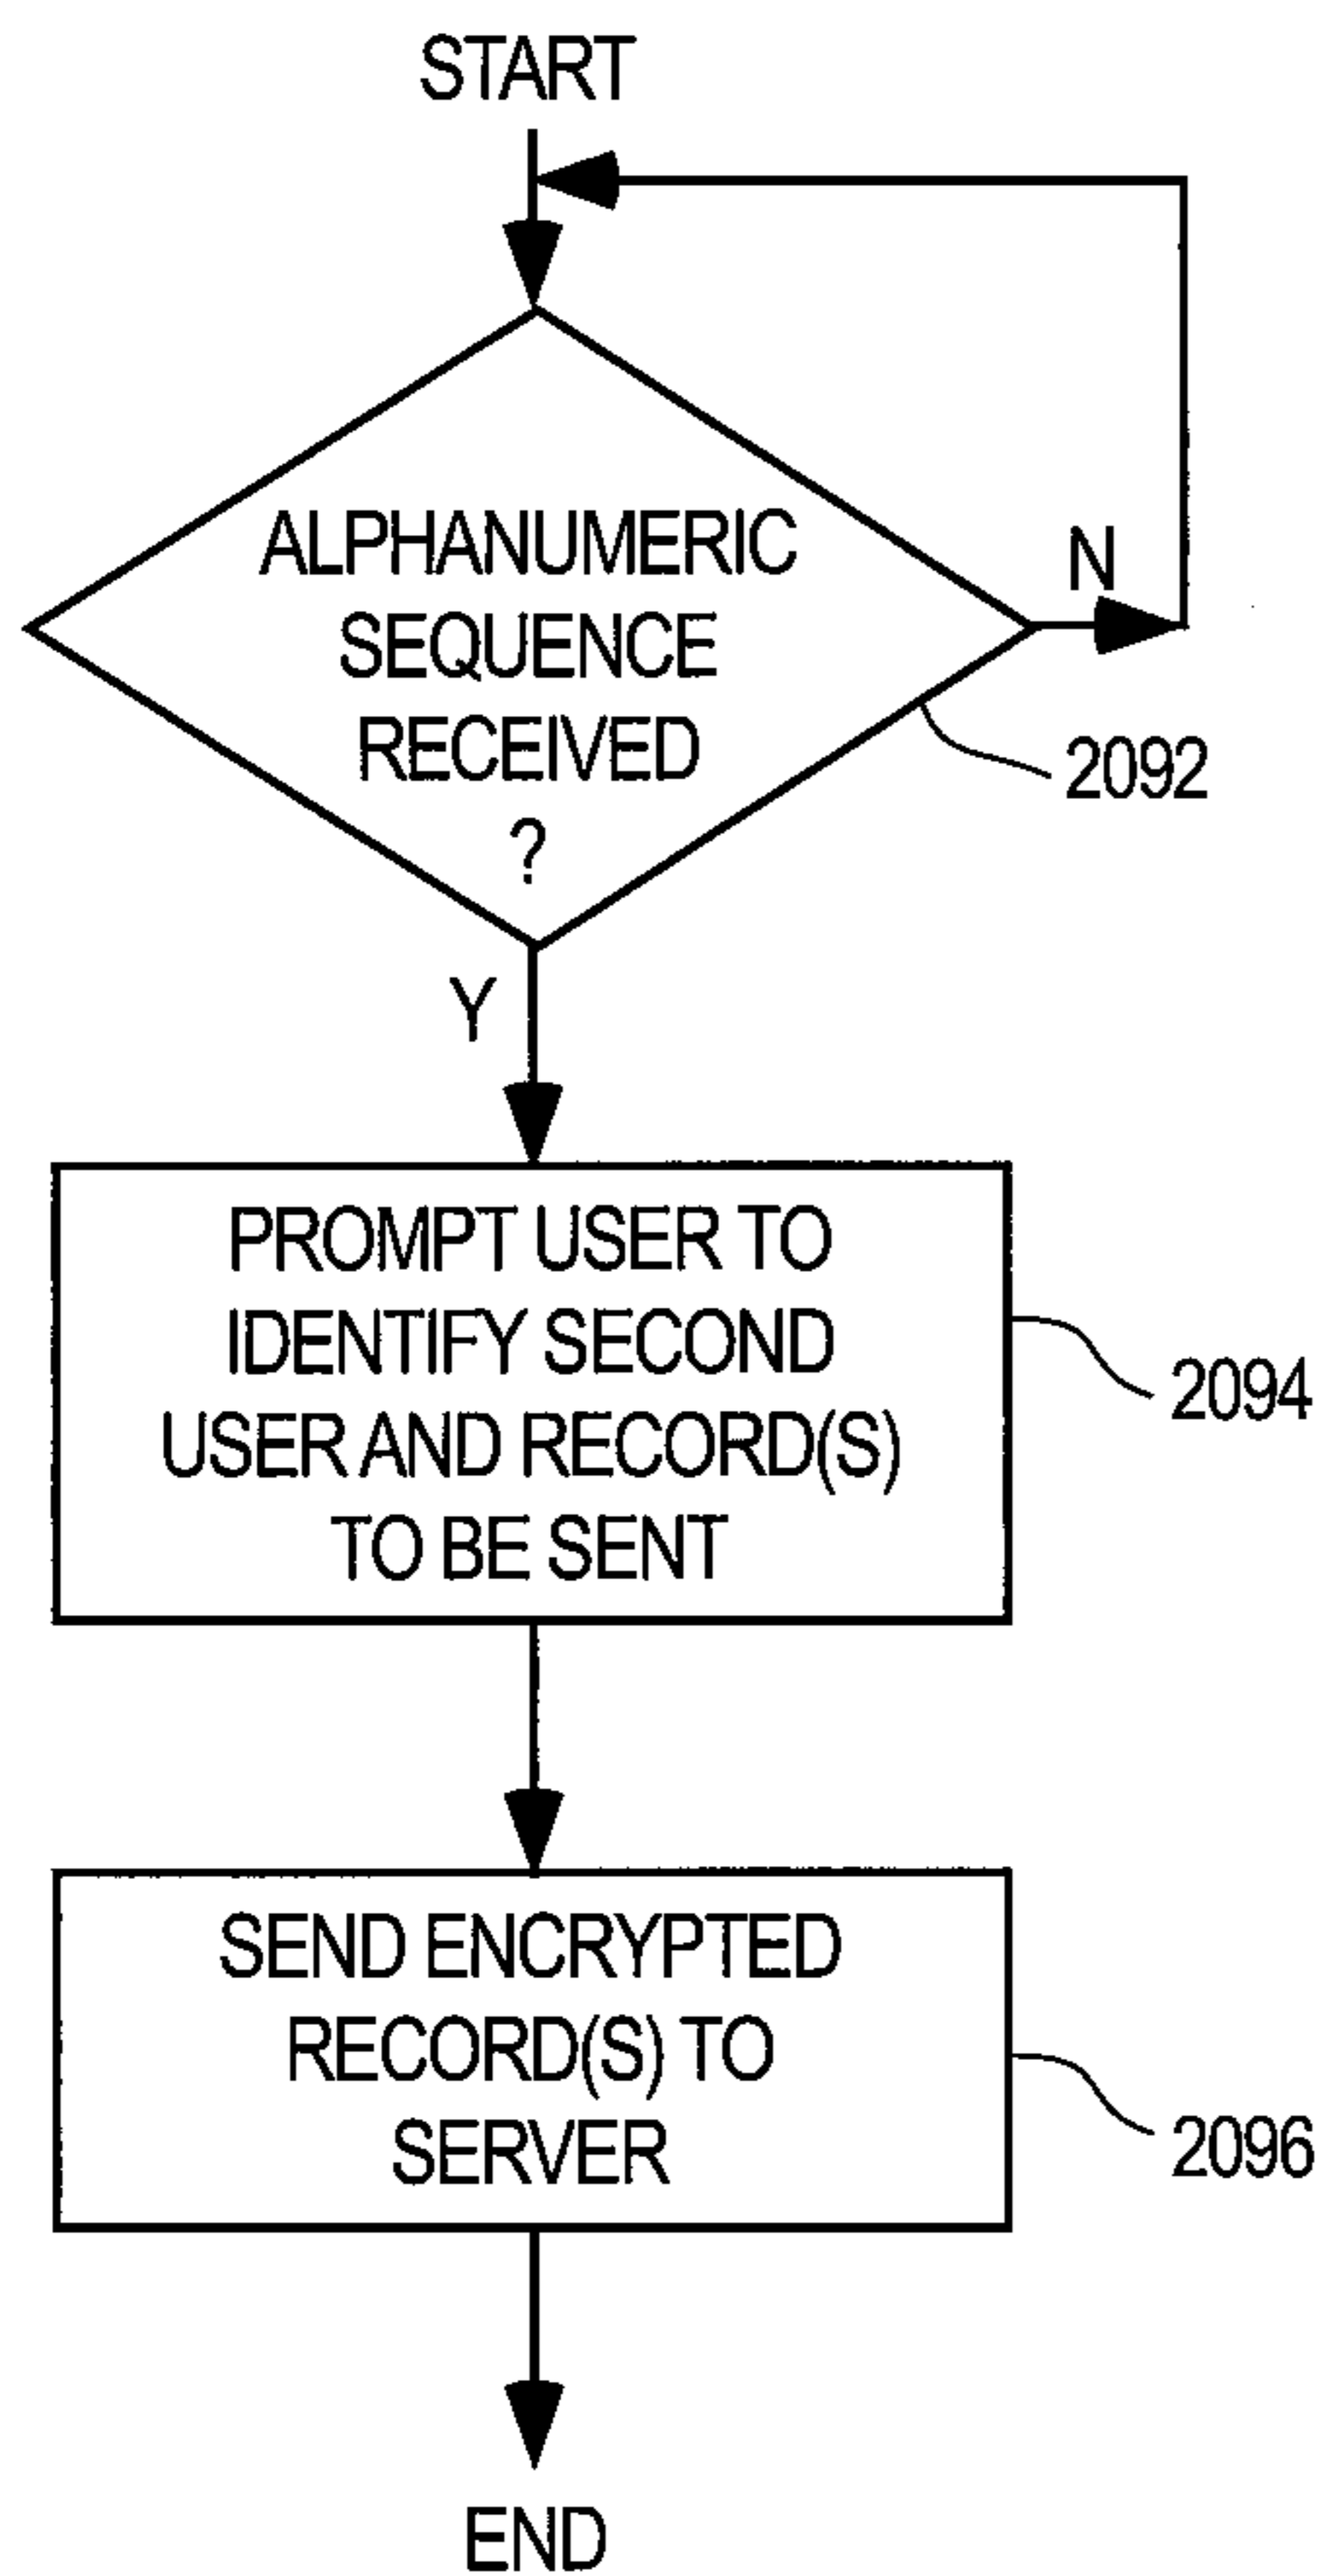 START
ALPHANUMERIC
SEQUENCE
RECEIVED
?
N
2092
Y
PROMPT USER TO
IDENTIFY SECOND
USER AND RECORD(S)
TO BE SENT
2094
SEND ENCRYPTED
RECORD(S) TO
SERVER
2096
END